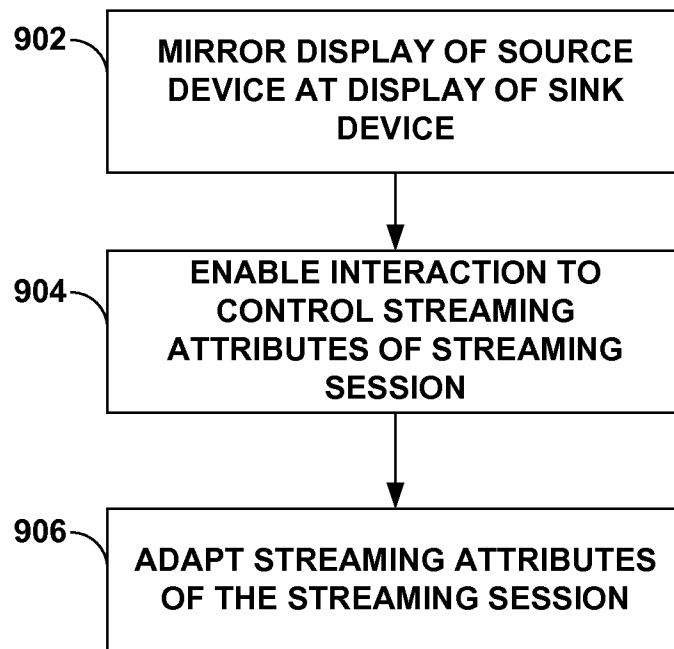 902
MIRROR DISPLAY OF SOURCE
DEVICE AT DISPLAY OF SINK
DEVICE
904
ENABLE INTERACTION TO
CONTROL STREAMING
ATTRIBUTES OF STREAMING
SESSION
906
ADAPT STREAMING ATTRIBUTES
OF THE STREAMING SESSION